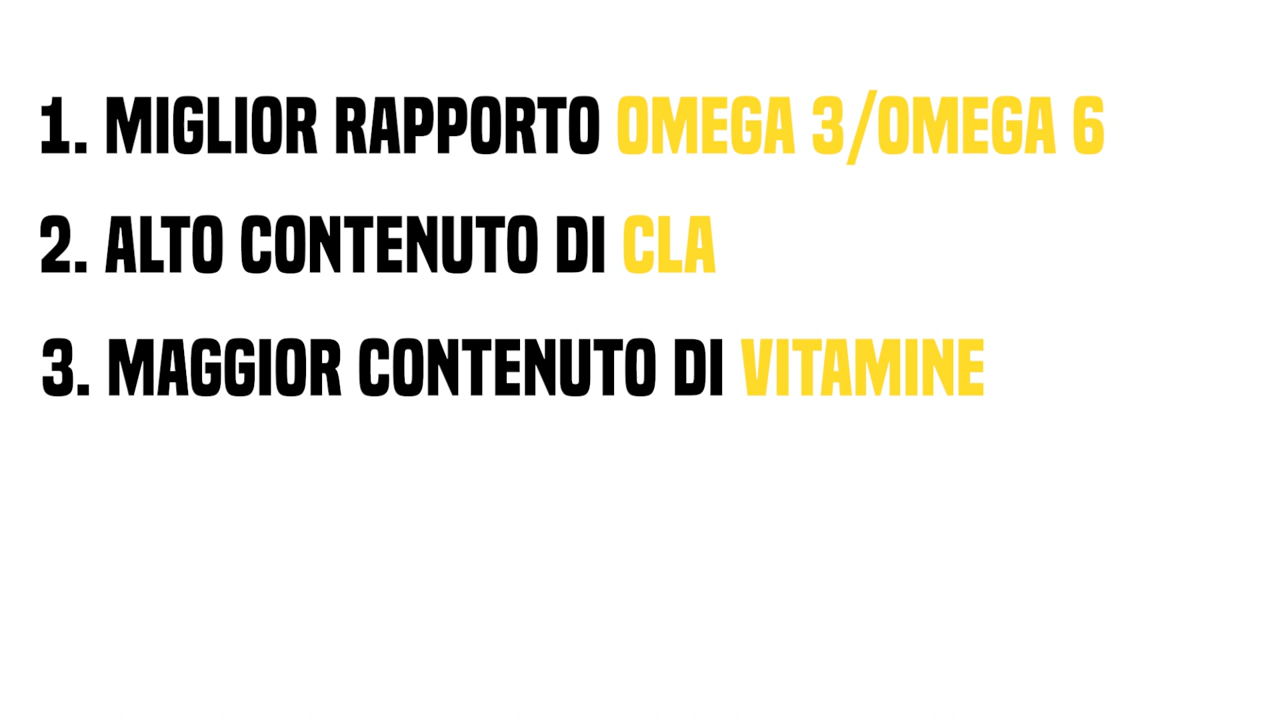 1. MIGLIOR RAPPORTO OMEGA 3/OMEGA 6
2. ALTO CONTENUTO DI CLA
3. MAGGIOR CONTENUTO DI VITAMINE